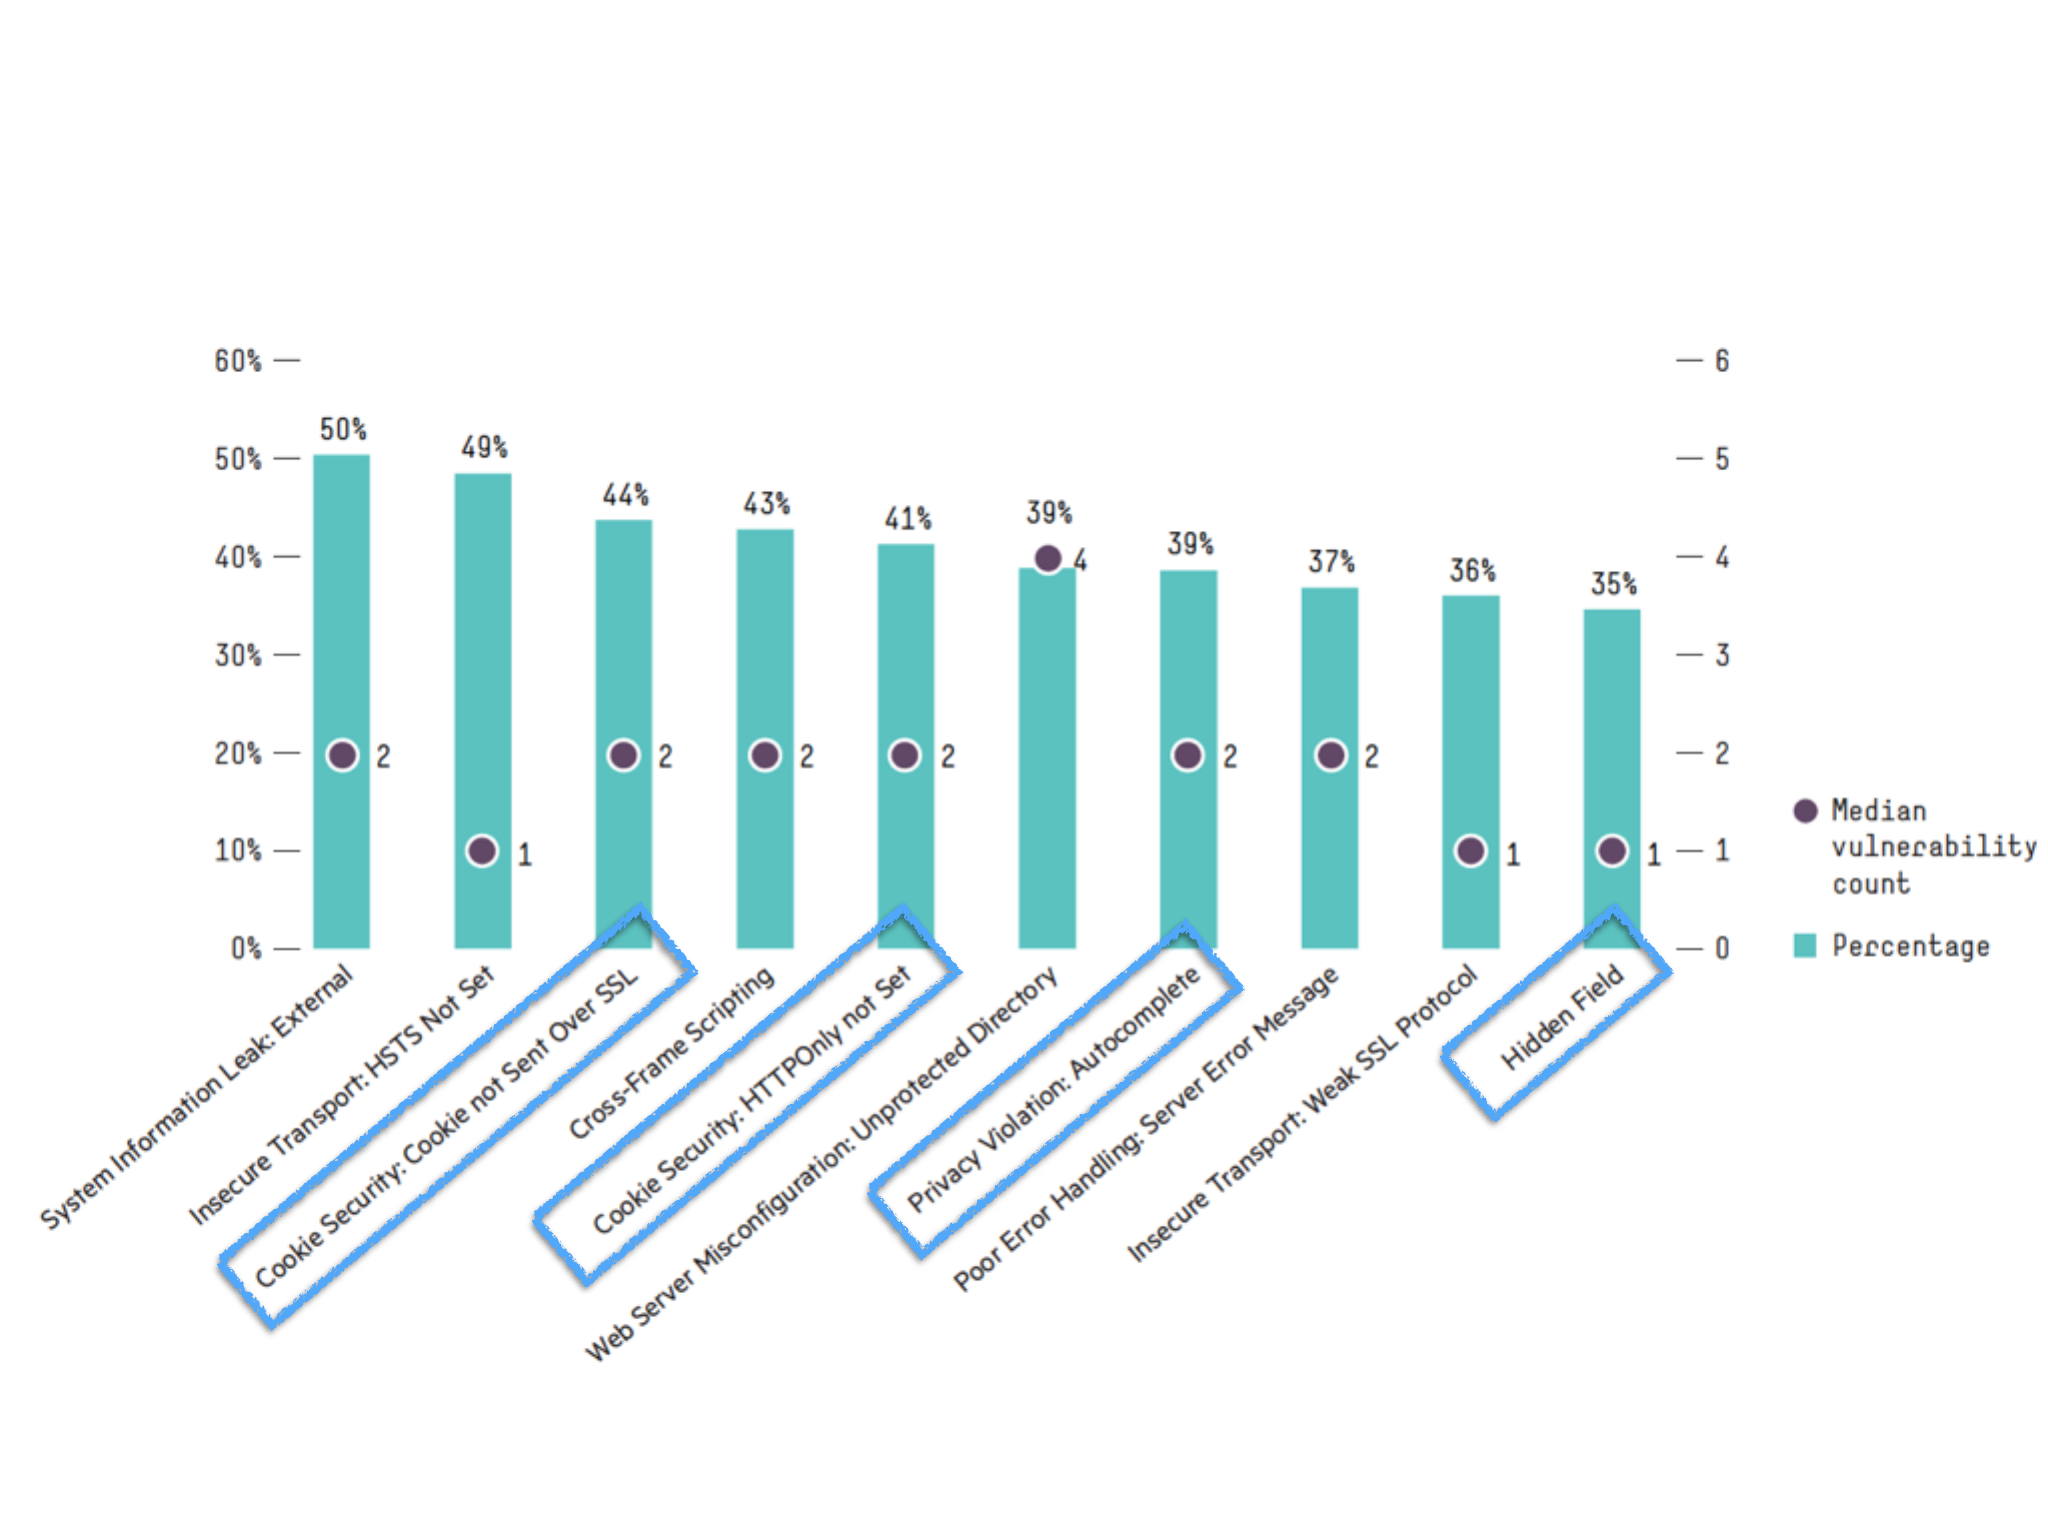 60%
50%
40%
30%
20%
10%
0%
50%
49%
44%
43%
41%
39%
39%
37%
36%
35%
2
1
2
2
2
4
2
2
1
1
6
5
4
3
2
1
0
System Information Leak: External
Insecure Transport: HSTS Not Set
Cookie Security: Cookie not Sent Over SSL
Cross-Frame Scripting
Cookie Security: HTTPOnly not Set
Web Server Misconfiguration: Unprotected Directory
Privacy Violation: Autocomplete
Poor Error Handling: Server Error Message
Insecure Transport: Weak SSL Protocol
Hidden Field
Median
vulnerability
count
Percentage